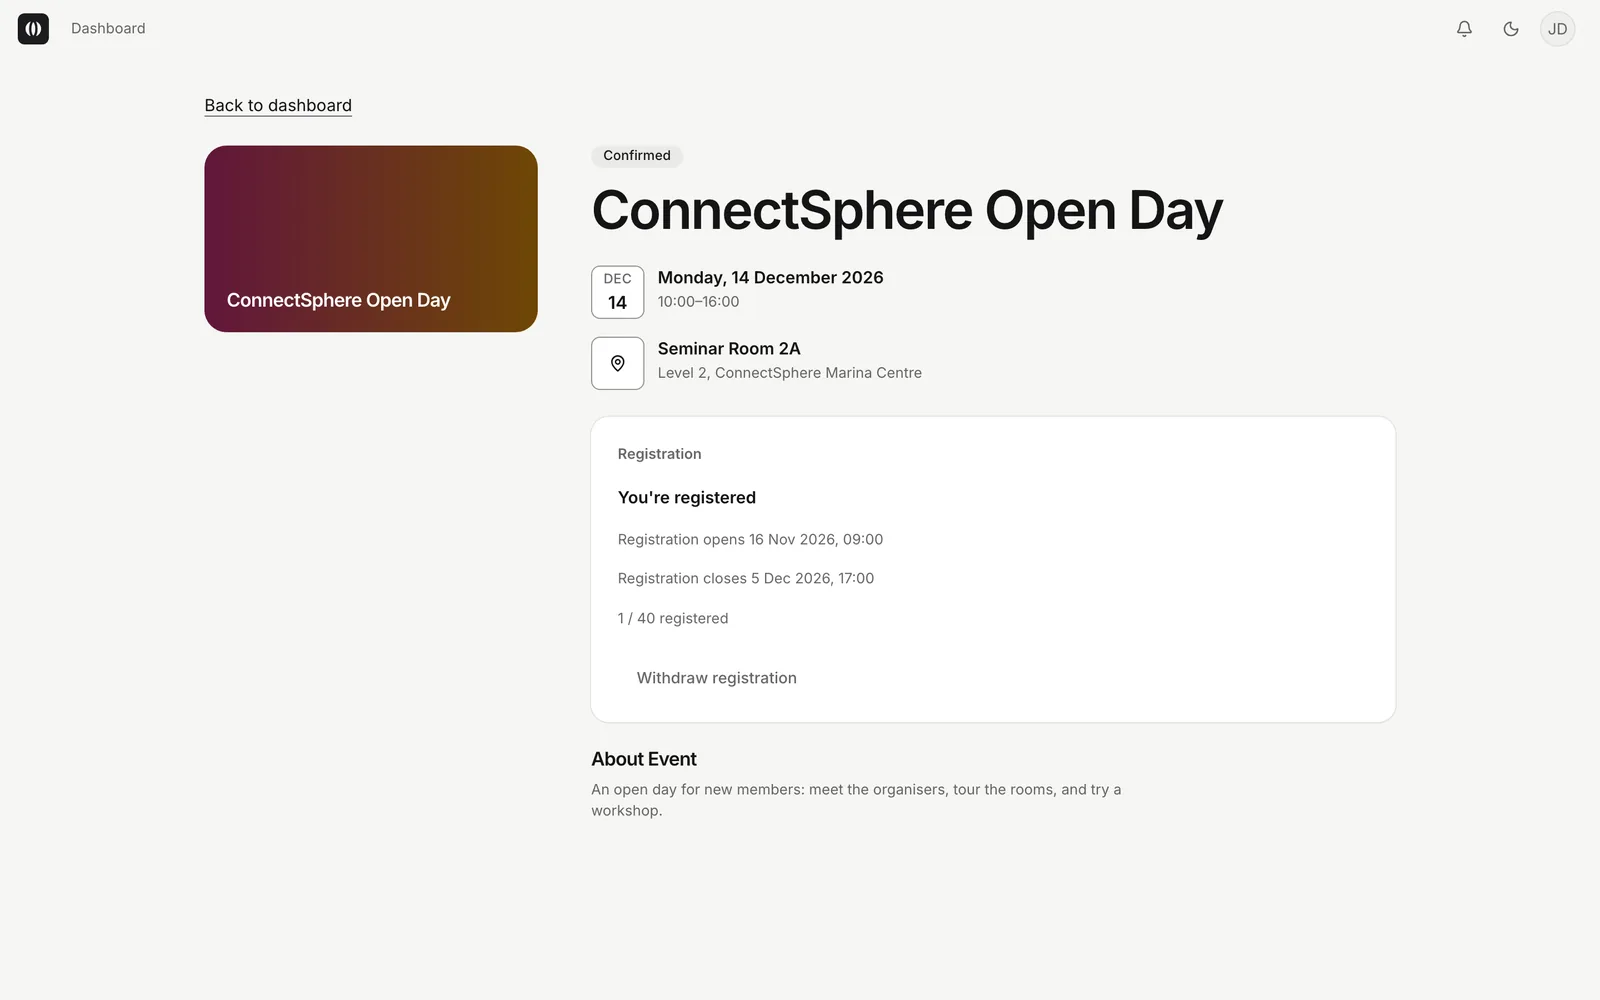 Dashboard
JD
Back to dashboard
ConnectSphere Open Day
Confirmed
ConnectSphere Open Day
DEC
14
Monday, 14 December 2026
10:00–16:00
Seminar Room 2A
Level 2, ConnectSphere Marina Centre
Registration
You're registered
Registration opens 16 Nov 2026, 09:00
Registration closes 5 Dec 2026, 17:00
1 / 40 registered
Withdraw registration
About Event
An open day for new members: meet the organisers, tour the rooms, and try a
workshop.